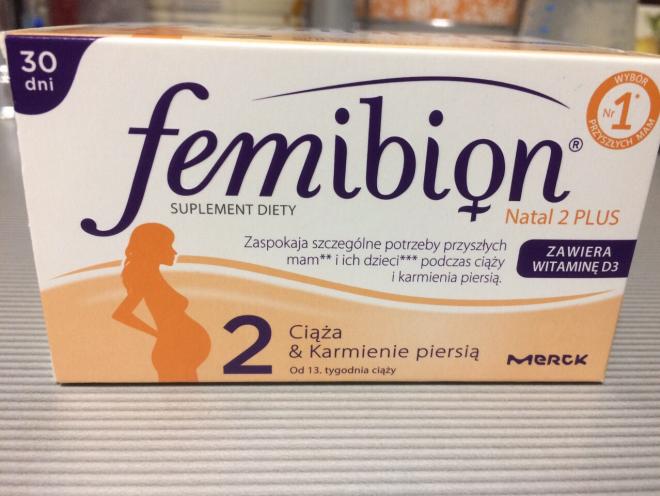 30
dni
femibion®
WYBÓR
Nr 1*
PRZYSZŁYCH MAM
SUPLEMENT DIETY
Natal 2 PLUS
Zaspokaja szczególne potrzeby przyszłych
mam** i ich dzieci*** podczas ciąży
i karmienia piersią.
ZAWIERA
WITAMINĘ D3
2
Ciąża
& Karmienie piersią
Od 13. tygodnia ciąży
MERCK